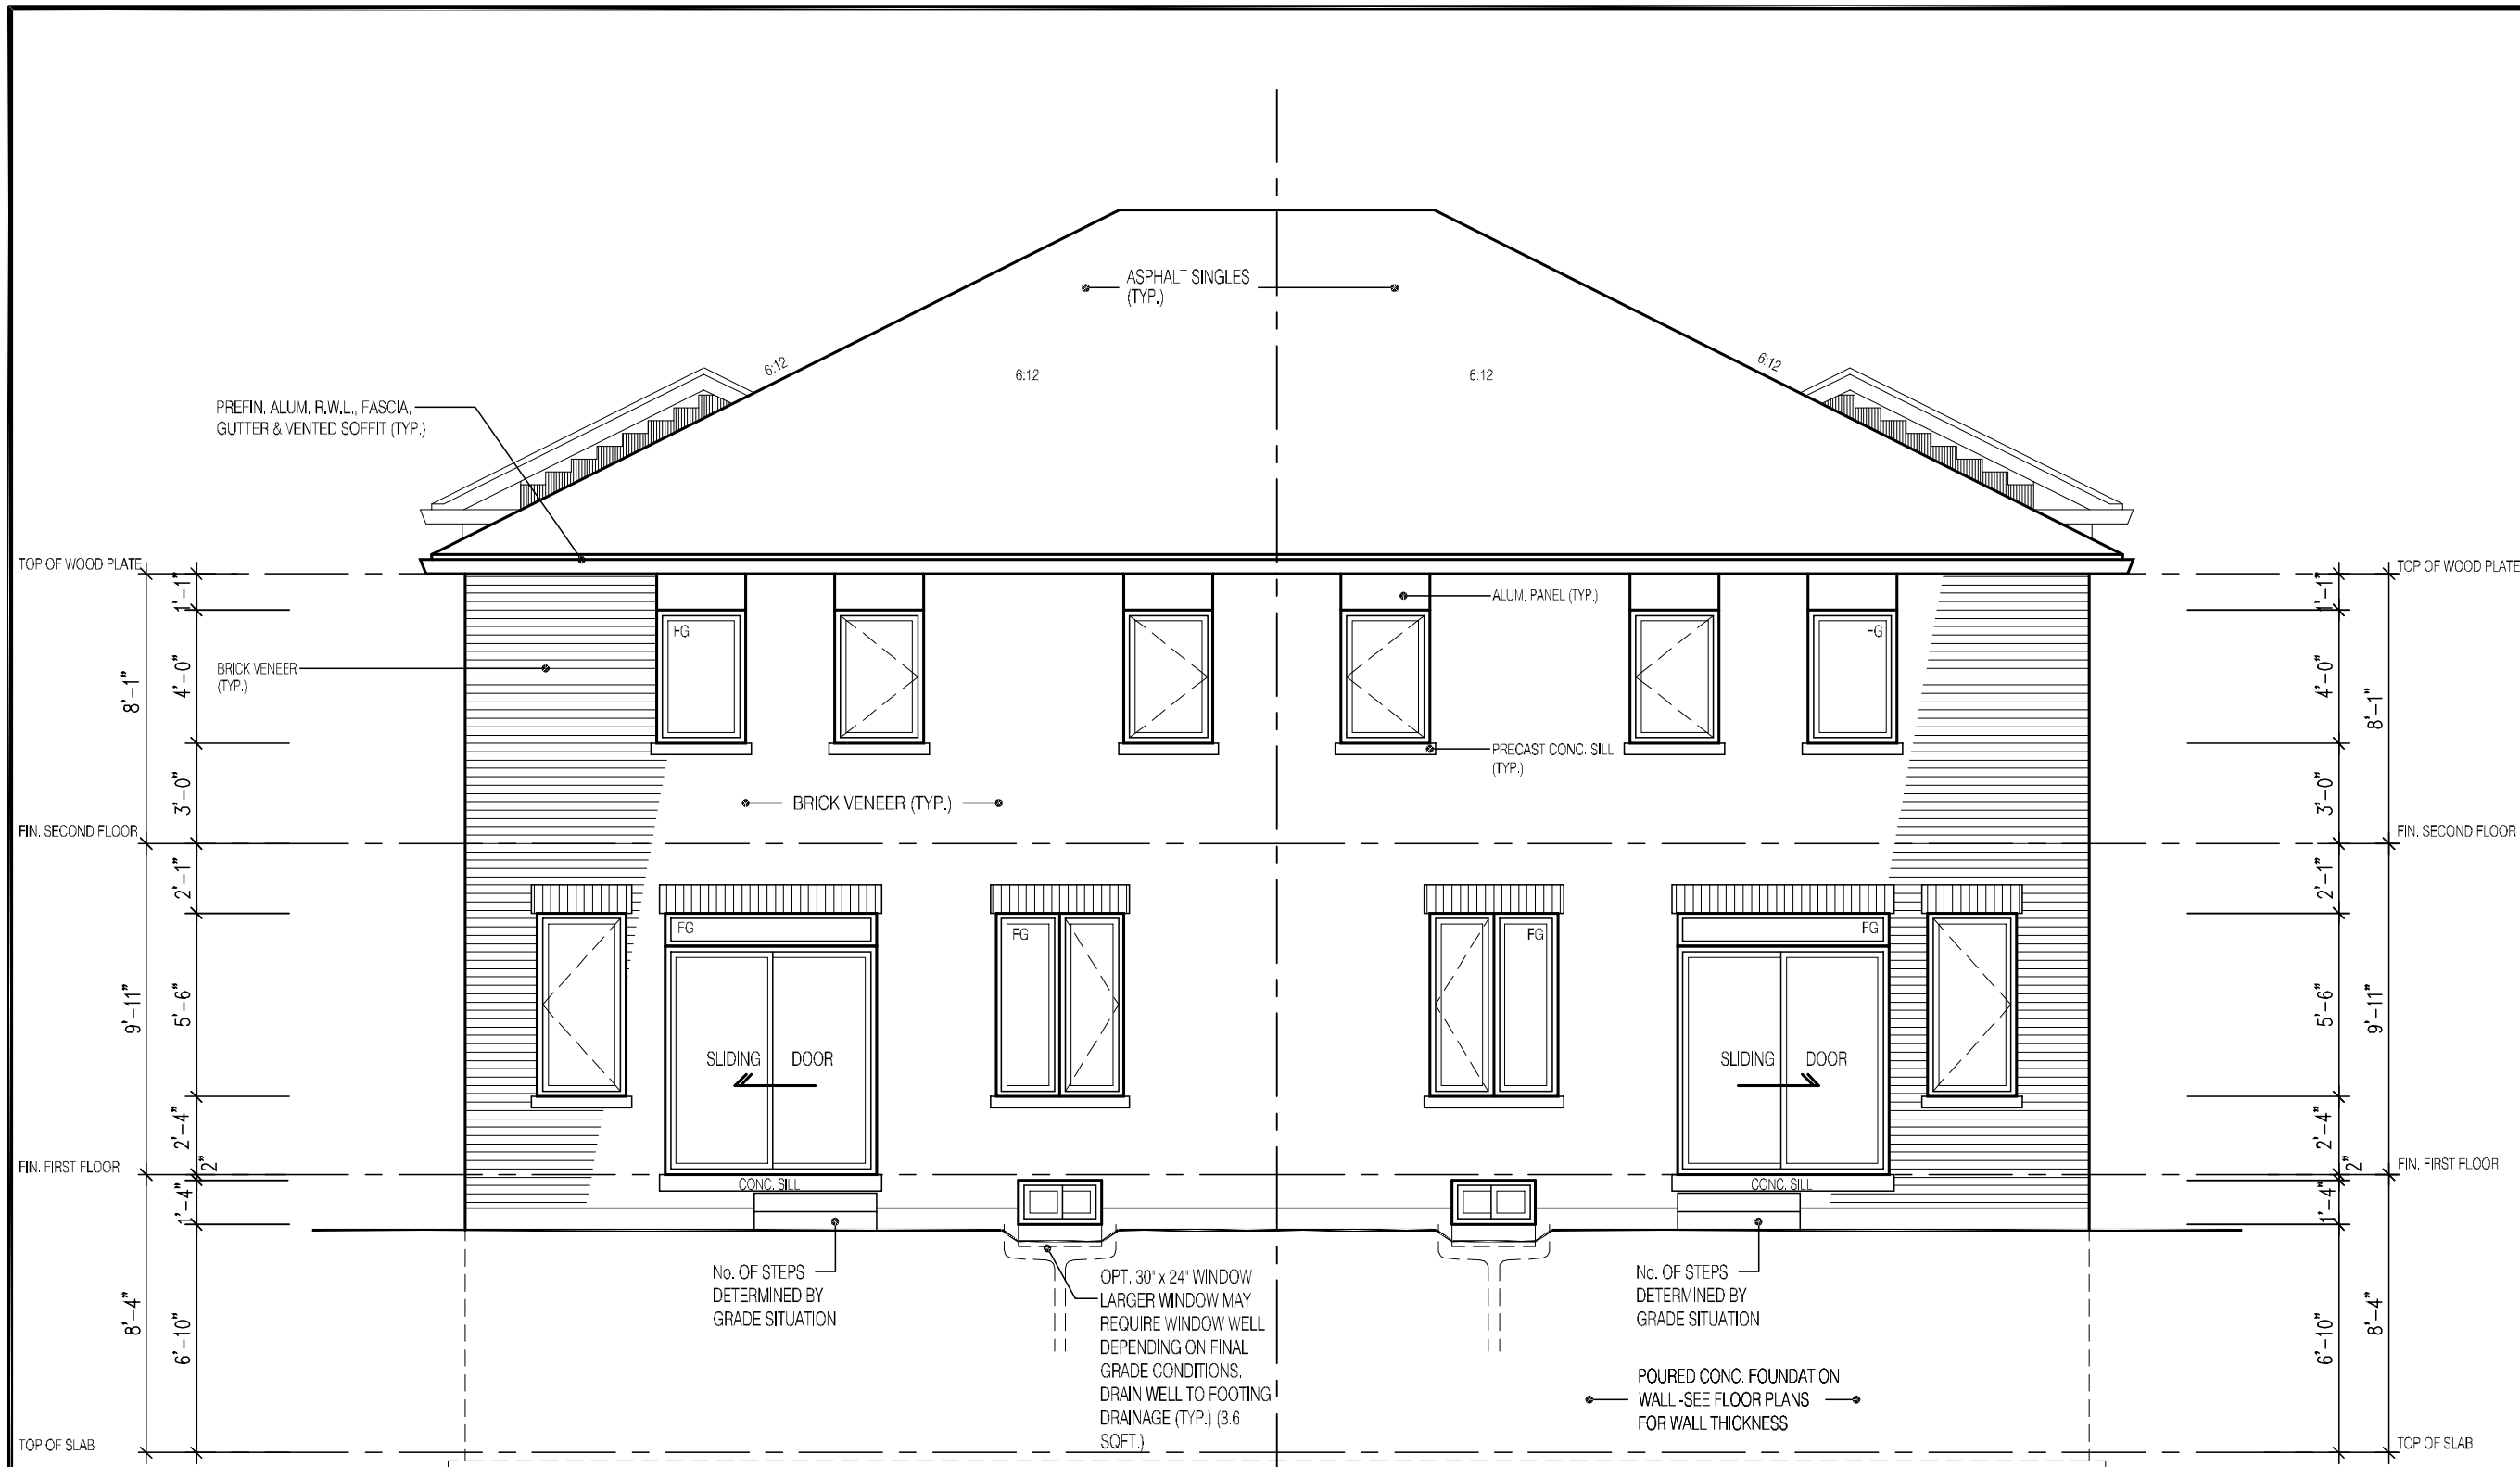 ASPHALT SINGLES
(TYP.)
6:12
6:12
6:12
6:12
PREFIN. ALUM. R.W.L., FASCIA,
GUTTER & VENTED SOFFIT (TYP.)
TOP OF WOOD PLATE
TOP OF WOOD PLATE
1'-1"
1'-1"
ALUM. PANEL (TYP.)
FG
FG
BRICK VENEER
(TYP.)
8'-1"
4'-0"
4'-0"
8'-1"
PRECAST CONC. SILL
(TYP.)
3'-0"
BRICK VENEER (TYP.)
3'-0"
FIN. SECOND FLOOR
FIN. SECOND FLOOR
2'-1"
2'-1"
FG
FG
FG
FG
9'-11"
5'-6"
5'-6"
9'-11"
SLIDING DOOR
SLIDING DOOR
2'-4"
2'-4"
FIN. FIRST FLOOR
2"
2"
FIN. FIRST FLOOR
CONC. SILL
CONC. SILL
1'-4"
1'-4"
No. OF STEPS
DETERMINED BY
GRADE SITUATION
OPT. 30" x 24" WINDOW
LARGER WINDOW MAY
REQUIRE WINDOW WELL
DEPENDING ON FINAL
GRADE CONDITIONS.
DRAIN WELL TO FOOTING
DRAINAGE (TYP.) (3.6
SQFT.)
No. OF STEPS
DETERMINED BY
GRADE SITUATION
8'-4"
6'-10"
6'-10"
8'-4"
POURED CONC. FOUNDATION
WALL -SEE FLOOR PLANS
FOR WALL THICKNESS
TOP OF SLAB
TOP OF SLAB